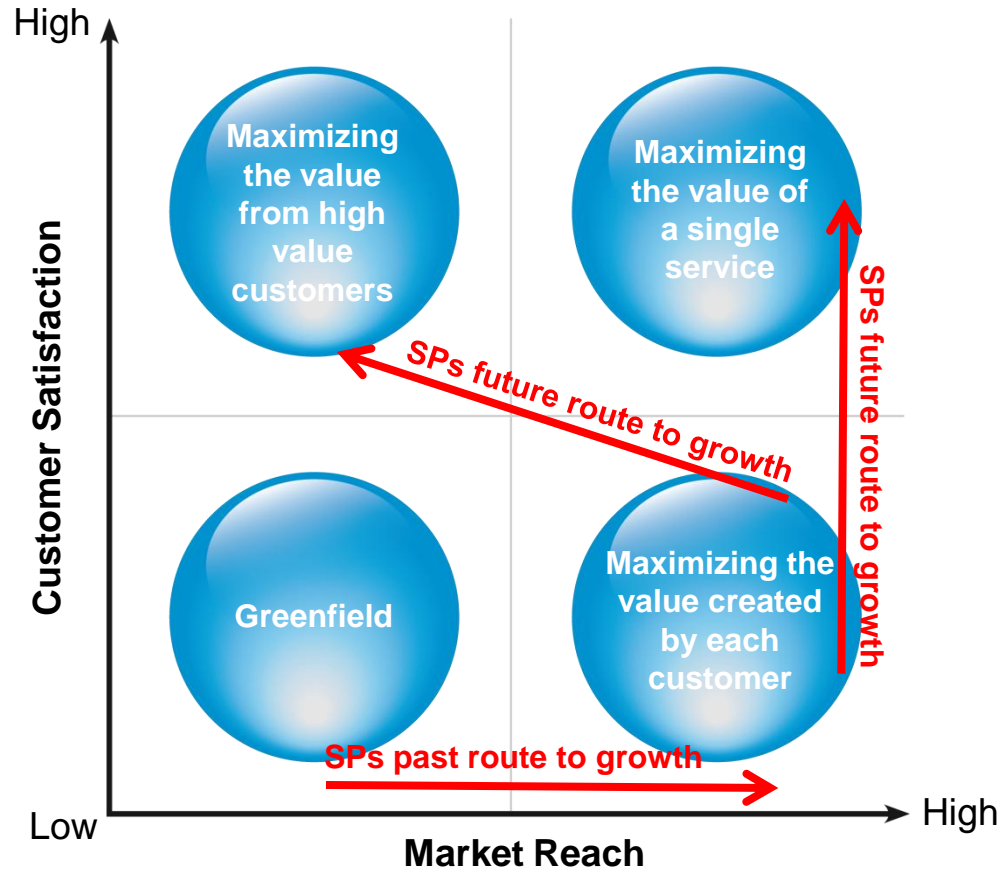 High
Maximizing
the value
from high
value
customers
Maximizing
the value of
a single
service
SPs future route to growth
SPs future route to growth
Customer Satisfaction
Greenfield
Maximizing the
value created
by each
customer
SPs past route to growth
Low
High
Market Reach